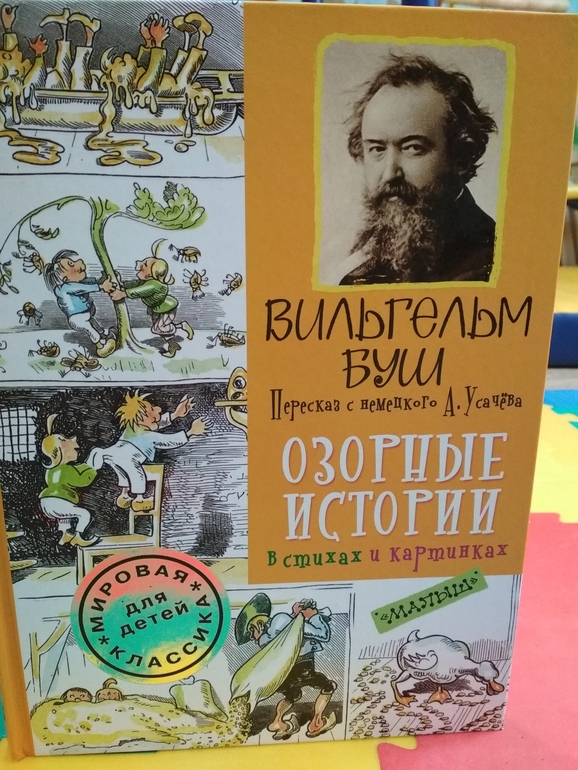 ВИЛЬГЕЛЬМ
БУШ
Пересказ с немецкого А. Усачёва
ОЗОРНЫЕ
ИСТОРИИ
в стихах и картинках
*МИРОВАЯ*
для
детей
КЛАССИКА
«МАЛЫШ»